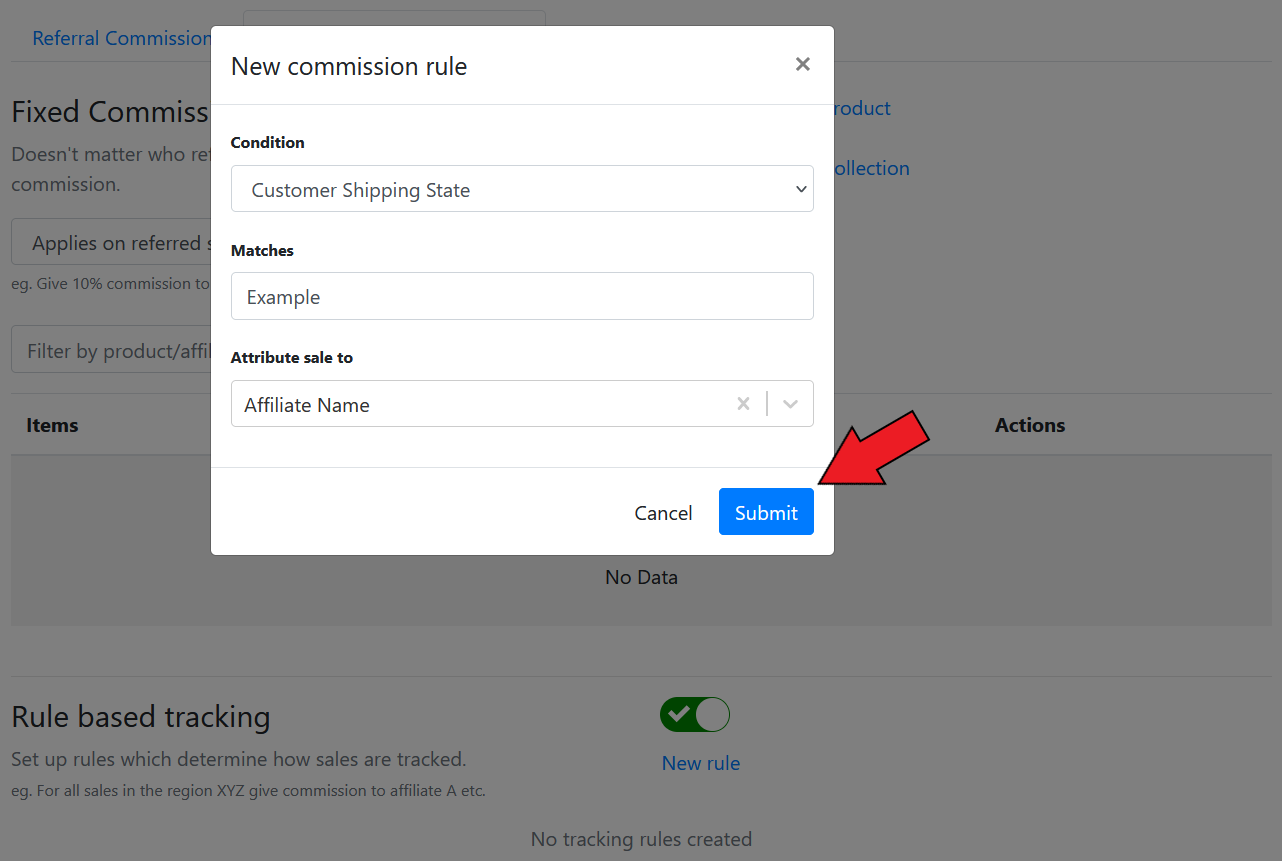 Referral Commission
New commission rule
×
Fixed Commiss
roduct
Doesn't matter who ref
commission.
ollection
Condition
Customer Shipping State
Applies on referred s
Matches
eg. Give 10% commission to
Example
Filter by product/affil
Attribute sale to
Affiliate Name
Items
Actions
Cancel
Submit
No Data
Rule based tracking
Set up rules which determine how sales are tracked.
New rule
eg. For all sales in the region XYZ give commission to affiliate A etc.
No tracking rules created